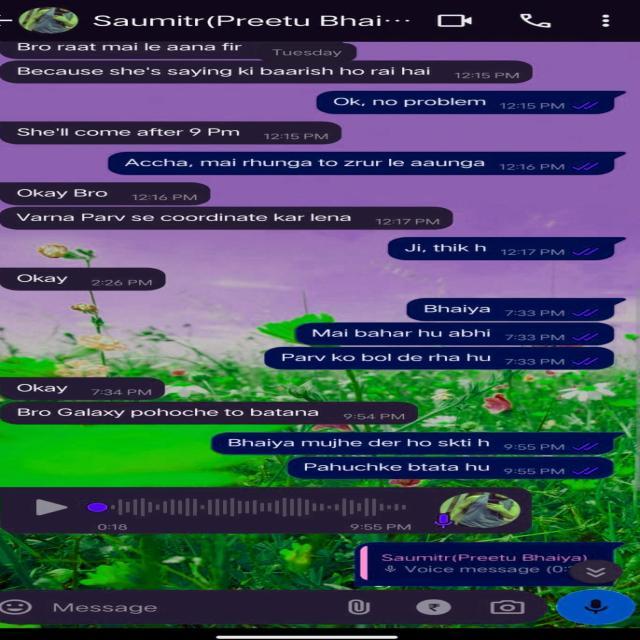 Saumitr(Preetu Bhai...
Bro raat mai le aana fir
Tuesday
Because she's saying ki baarish ho rai hai 12:15 PM
Ok, no problem 12:15 PM
She'll come after 9 Pm 12:15 PM
Accha, mai rhunga to zrur le aaunga 12:16 PM
Okay Bro 12:16 PM
Varna Parv se coordinate kar lena 12:17 PM
Ji, thik h 12:17 PM
Okay 2:26 PM
Bhaiya 7:33 PM
Mai bahar hu abhi 7:33 PM
Parv ko bol de rha hu 7:33 PM
Okay 7:34 PM
Bro Galaxy pohoche to batana 9:54 PM
Bhaiya mujhe der ho skti h 9:55 PM
Pahuchke btata hu 9:55 PM
0:18 9:55 PM
Saumitr(Preetu Bhaiya)
Voice message (0:
Message